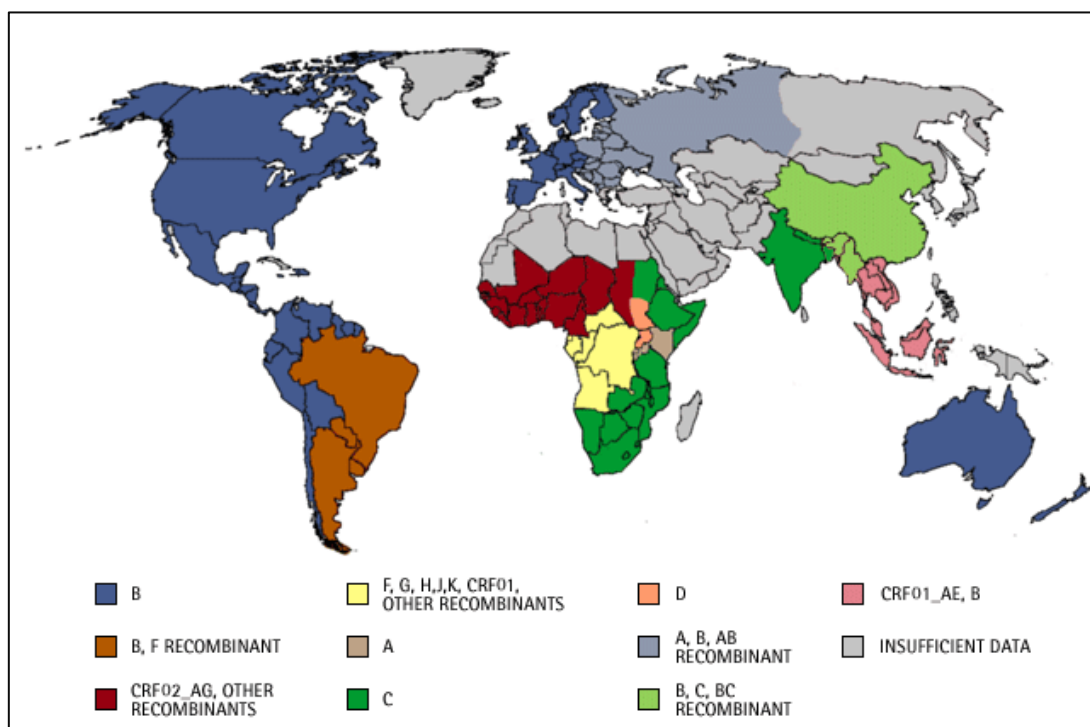 B
F, G, H,J,K, CRF01,
OTHER RECOMBINANTS
D
CRF01_AE, B
B, F RECOMBINANT
A
A, B, AB
RECOMBINANT
INSUFFICIENT DATA
CRF02_AG, OTHER
RECOMBINANTS
C
B, C, BC
RECOMBINANT